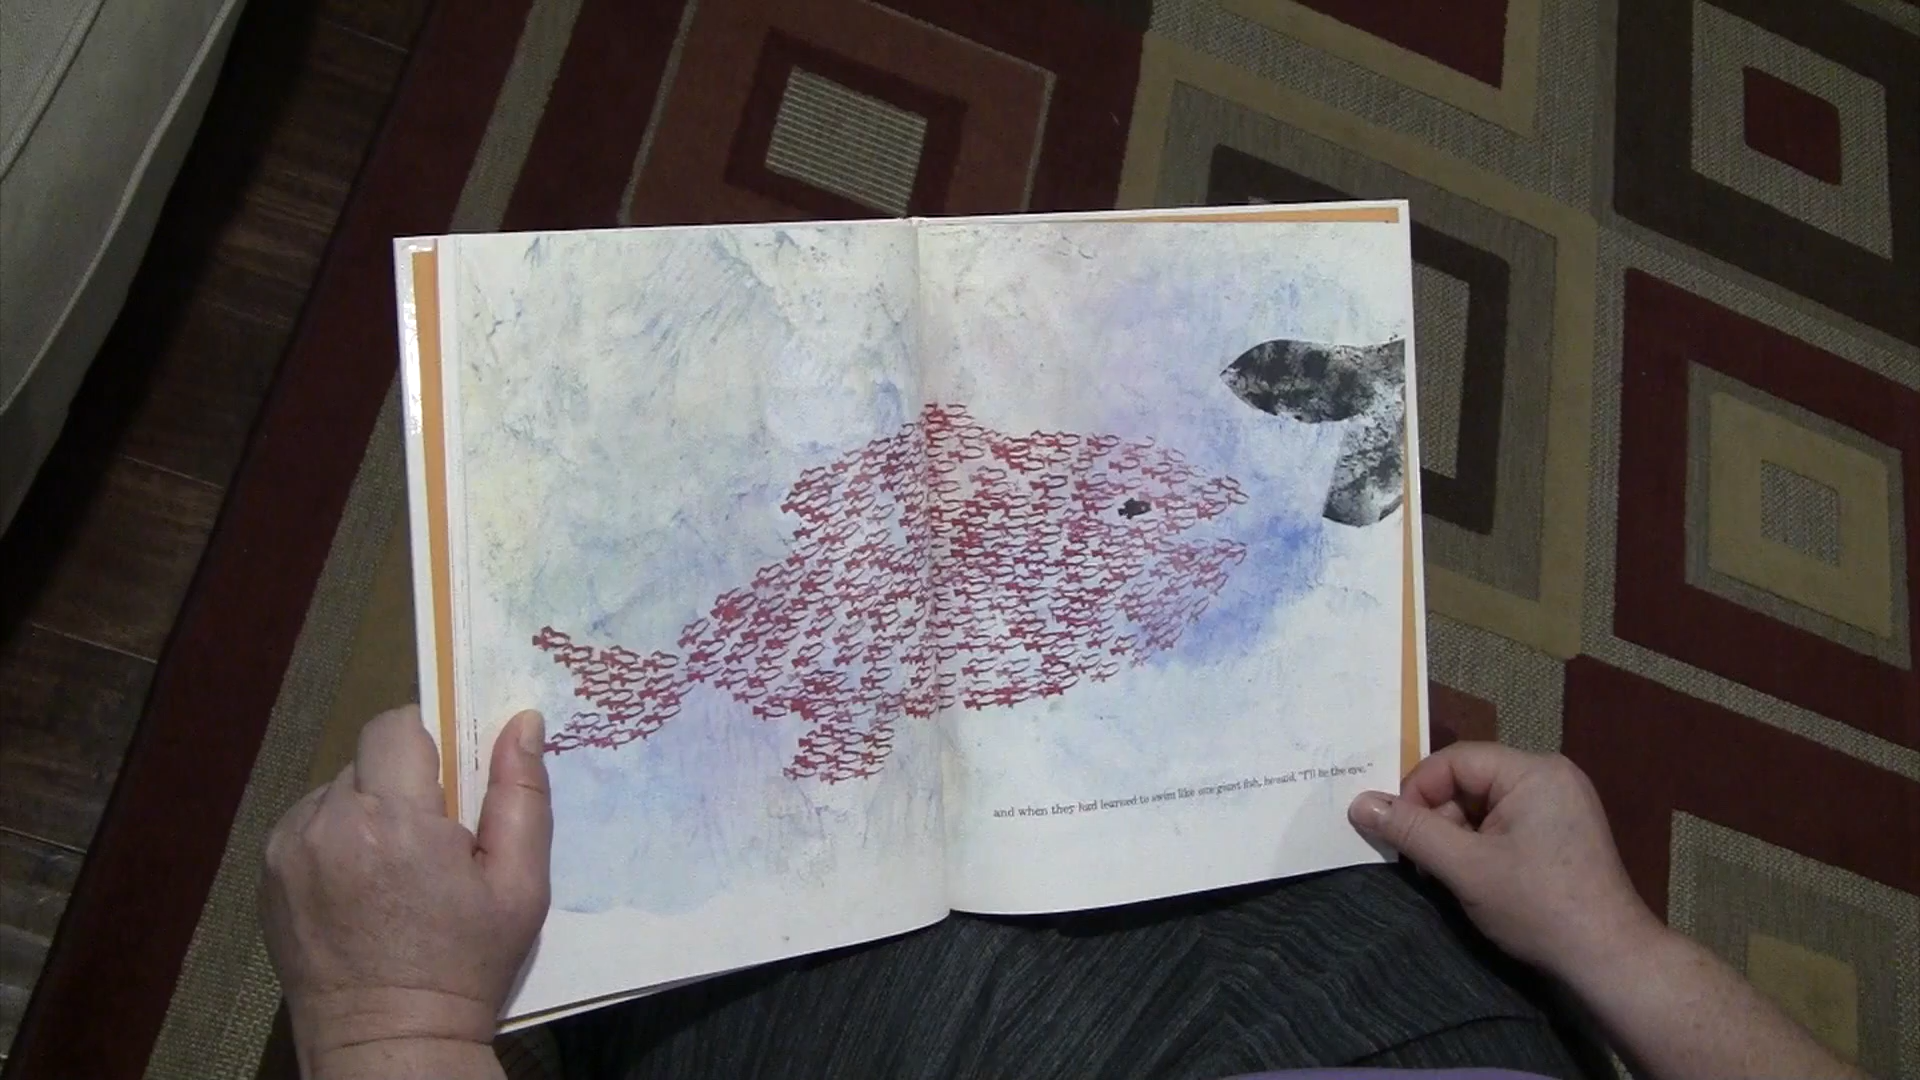 and when they had learned to swim like one giant fish, he said, "I'll be the eye."